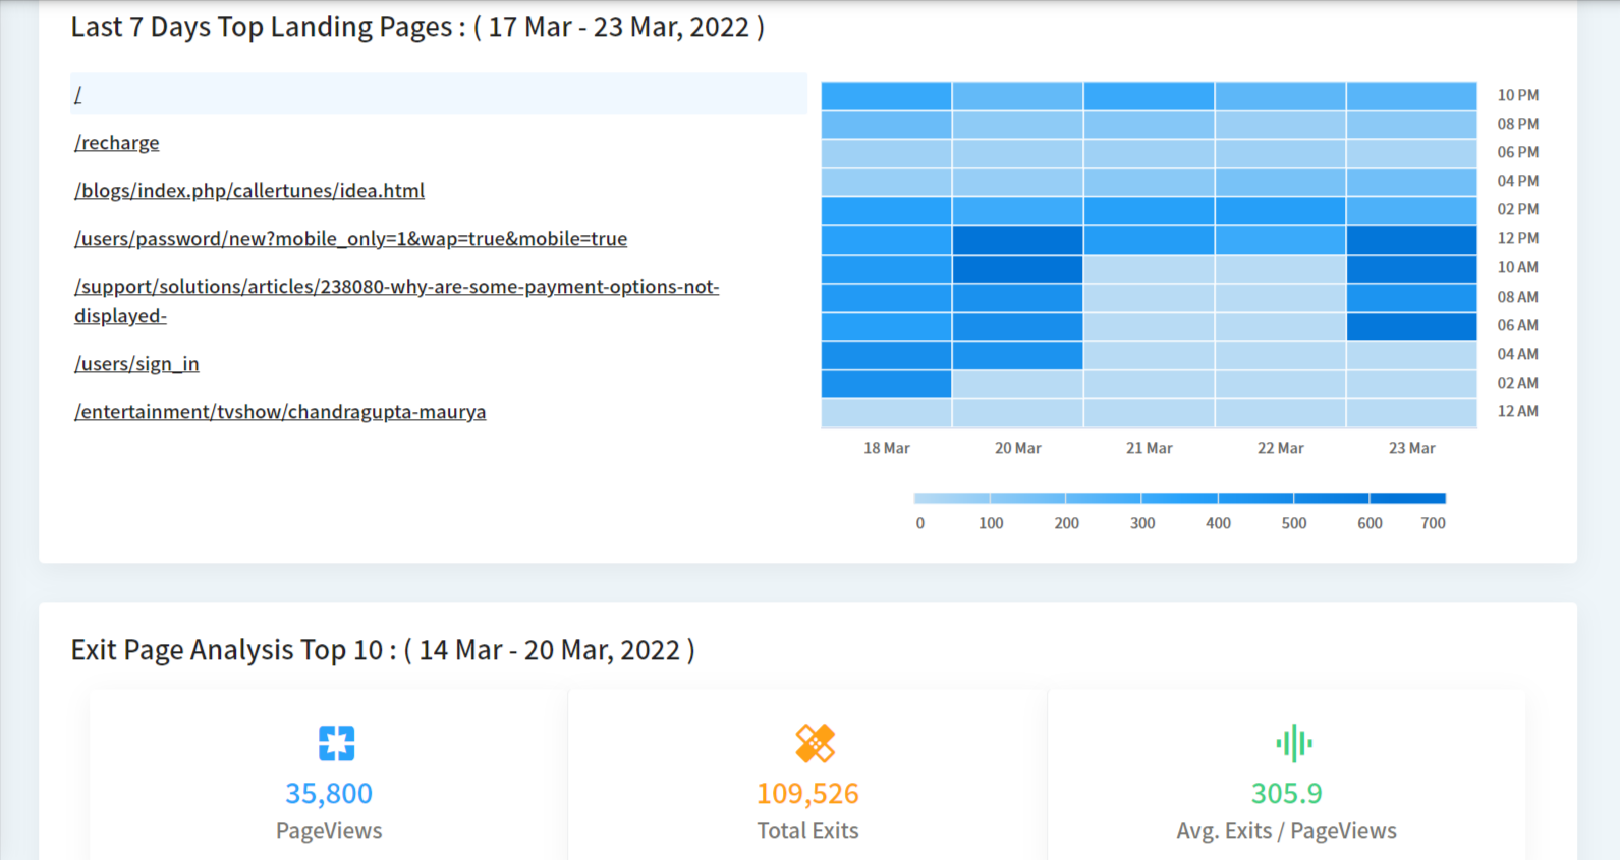 Last 7 Days Top Landing Pages : ( 17 Mar - 23 Mar, 2022 )
/
/recharge
/blogs/index.php/callertunes/idea.html
/users/password/new?mobile_only=1&wap=true&mobile=true
/support/solutions/articles/238080-why-are-some-payment-options-not-
displayed-
/users/sign_in
/entertainment/tvshow/chandragupta-maurya
10 PM
08 PM
06 PM
04 PM
02 PM
12 PM
10 AM
08 AM
06 AM
04 AM
02 AM
12 AM
18 Mar 20 Mar 21 Mar 22 Mar 23 Mar
0 100 200 300 400 500 600 700
Exit Page Analysis Top 10 : ( 14 Mar - 20 Mar, 2022 )
35,800
PageViews
109,526
Total Exits
305.9
Avg. Exits / PageViews